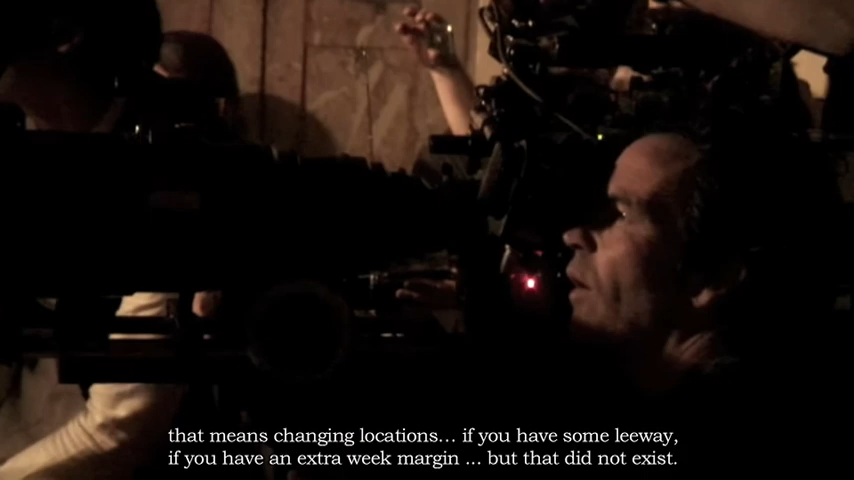 that means changing locations... if you have some leeway,
if you have an extra week margin ... but that did not exist.